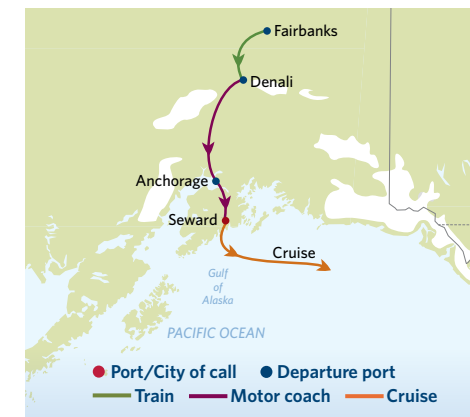 Fairbanks
Denali
Anchorage
Seward
Cruise
Gulf
of
Alaska
PACIFIC OCEAN
Port/City of call Departure port
Train Motor coach Cruise